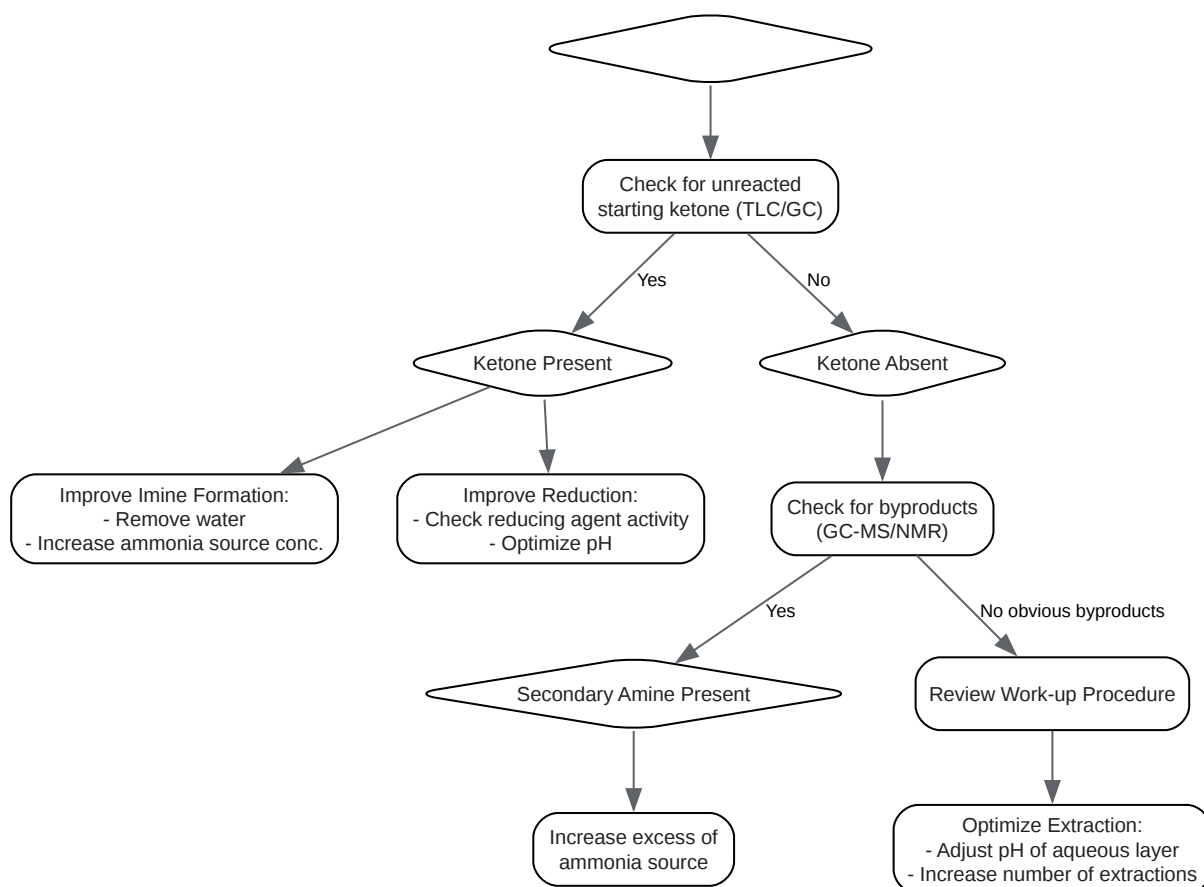 Check for unreacted
starting ketone (TLC/GC)
Yes
No
Ketone Present
Ketone Absent
Improve Imine Formation:
- Remove water
- Increase ammonia source conc.
Improve Reduction:
- Check reducing agent activity
- Optimize pH
Check for byproducts
(GC-MS/NMR)
Yes
No obvious byproducts
Secondary Amine Present
Review Work-up Procedure
Increase excess of
ammonia source
Optimize Extraction:
- Adjust pH of aqueous layer
- Increase number of extractions